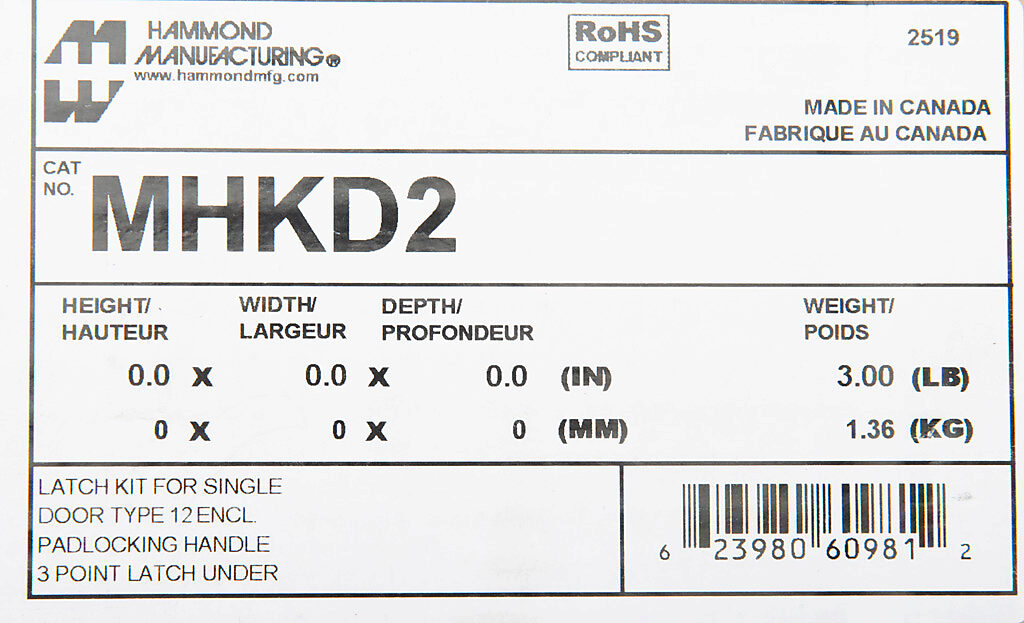 HAMMOND
MANUFACTURING®
www.hammondmfg.com
RoHS
COMPLIANT
2519
MADE IN CANADA
FABRIQUE AU CANADA
CAT
NO.
MHKD2
HEIGHT/ WIDTH/ DEPTH/ WEIGHT/
HAUTEUR LARGEUR PROFONDEUR POIDS
0.0 X 0.0 X 0.0 (IN) 3.00 (LB)
0 X 0 X 0 (MM) 1.36 (KG)
LATCH KIT FOR SINGLE
DOOR TYPE 12 ENCL.
PADLOCKING HANDLE
3 POINT LATCH UNDER
6 23980 60981 2